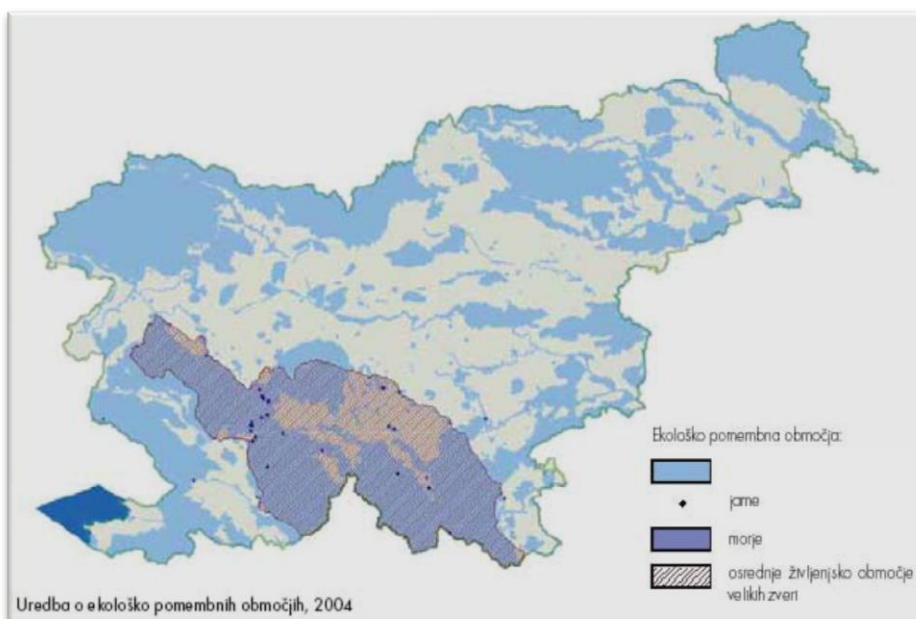 Ekološko pomembna območja:
jame
morje
osrednje življenjsko območje
velikih zveri
Uredba o ekološko pomembnih območjih, 2004